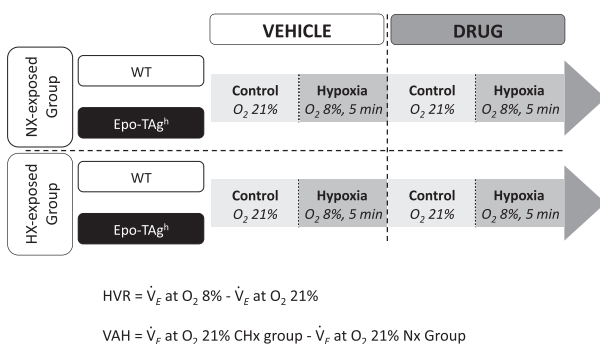 VEHICLE DRUG
NX-exposed
Group
WT
Epo-TAgʰ
Control Hypoxia Control Hypoxia
O₂ 21% O₂ 8%, 5 min O₂ 21% O₂ 8%, 5 min
HX-exposed
Group
WT
Epo-TAgʰ
Control Hypoxia Control Hypoxia
O₂ 21% O₂ 8%, 5 min O₂ 21% O₂ 8%, 5 min
HVR = V̇E at O₂ 8% - V̇E at O₂ 21%
VAH = V̇E at O₂ 21% CHx group - V̇E at O₂ 21% Nx Group